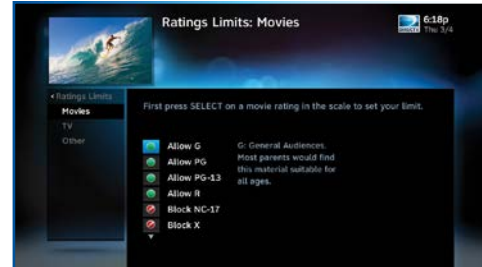 Ratings Limits: Movies
DIRECTV
6:18p
Thu 3/4
Ratings Limits
Movies
TV
Other
First press SELECT on a movie rating in the scale to set your limit.
Allow G
Allow PG
Allow PG-13
Allow R
Block NC-17
Block X
G: General Audiences.
Most parents would find
this material suitable for
all ages.